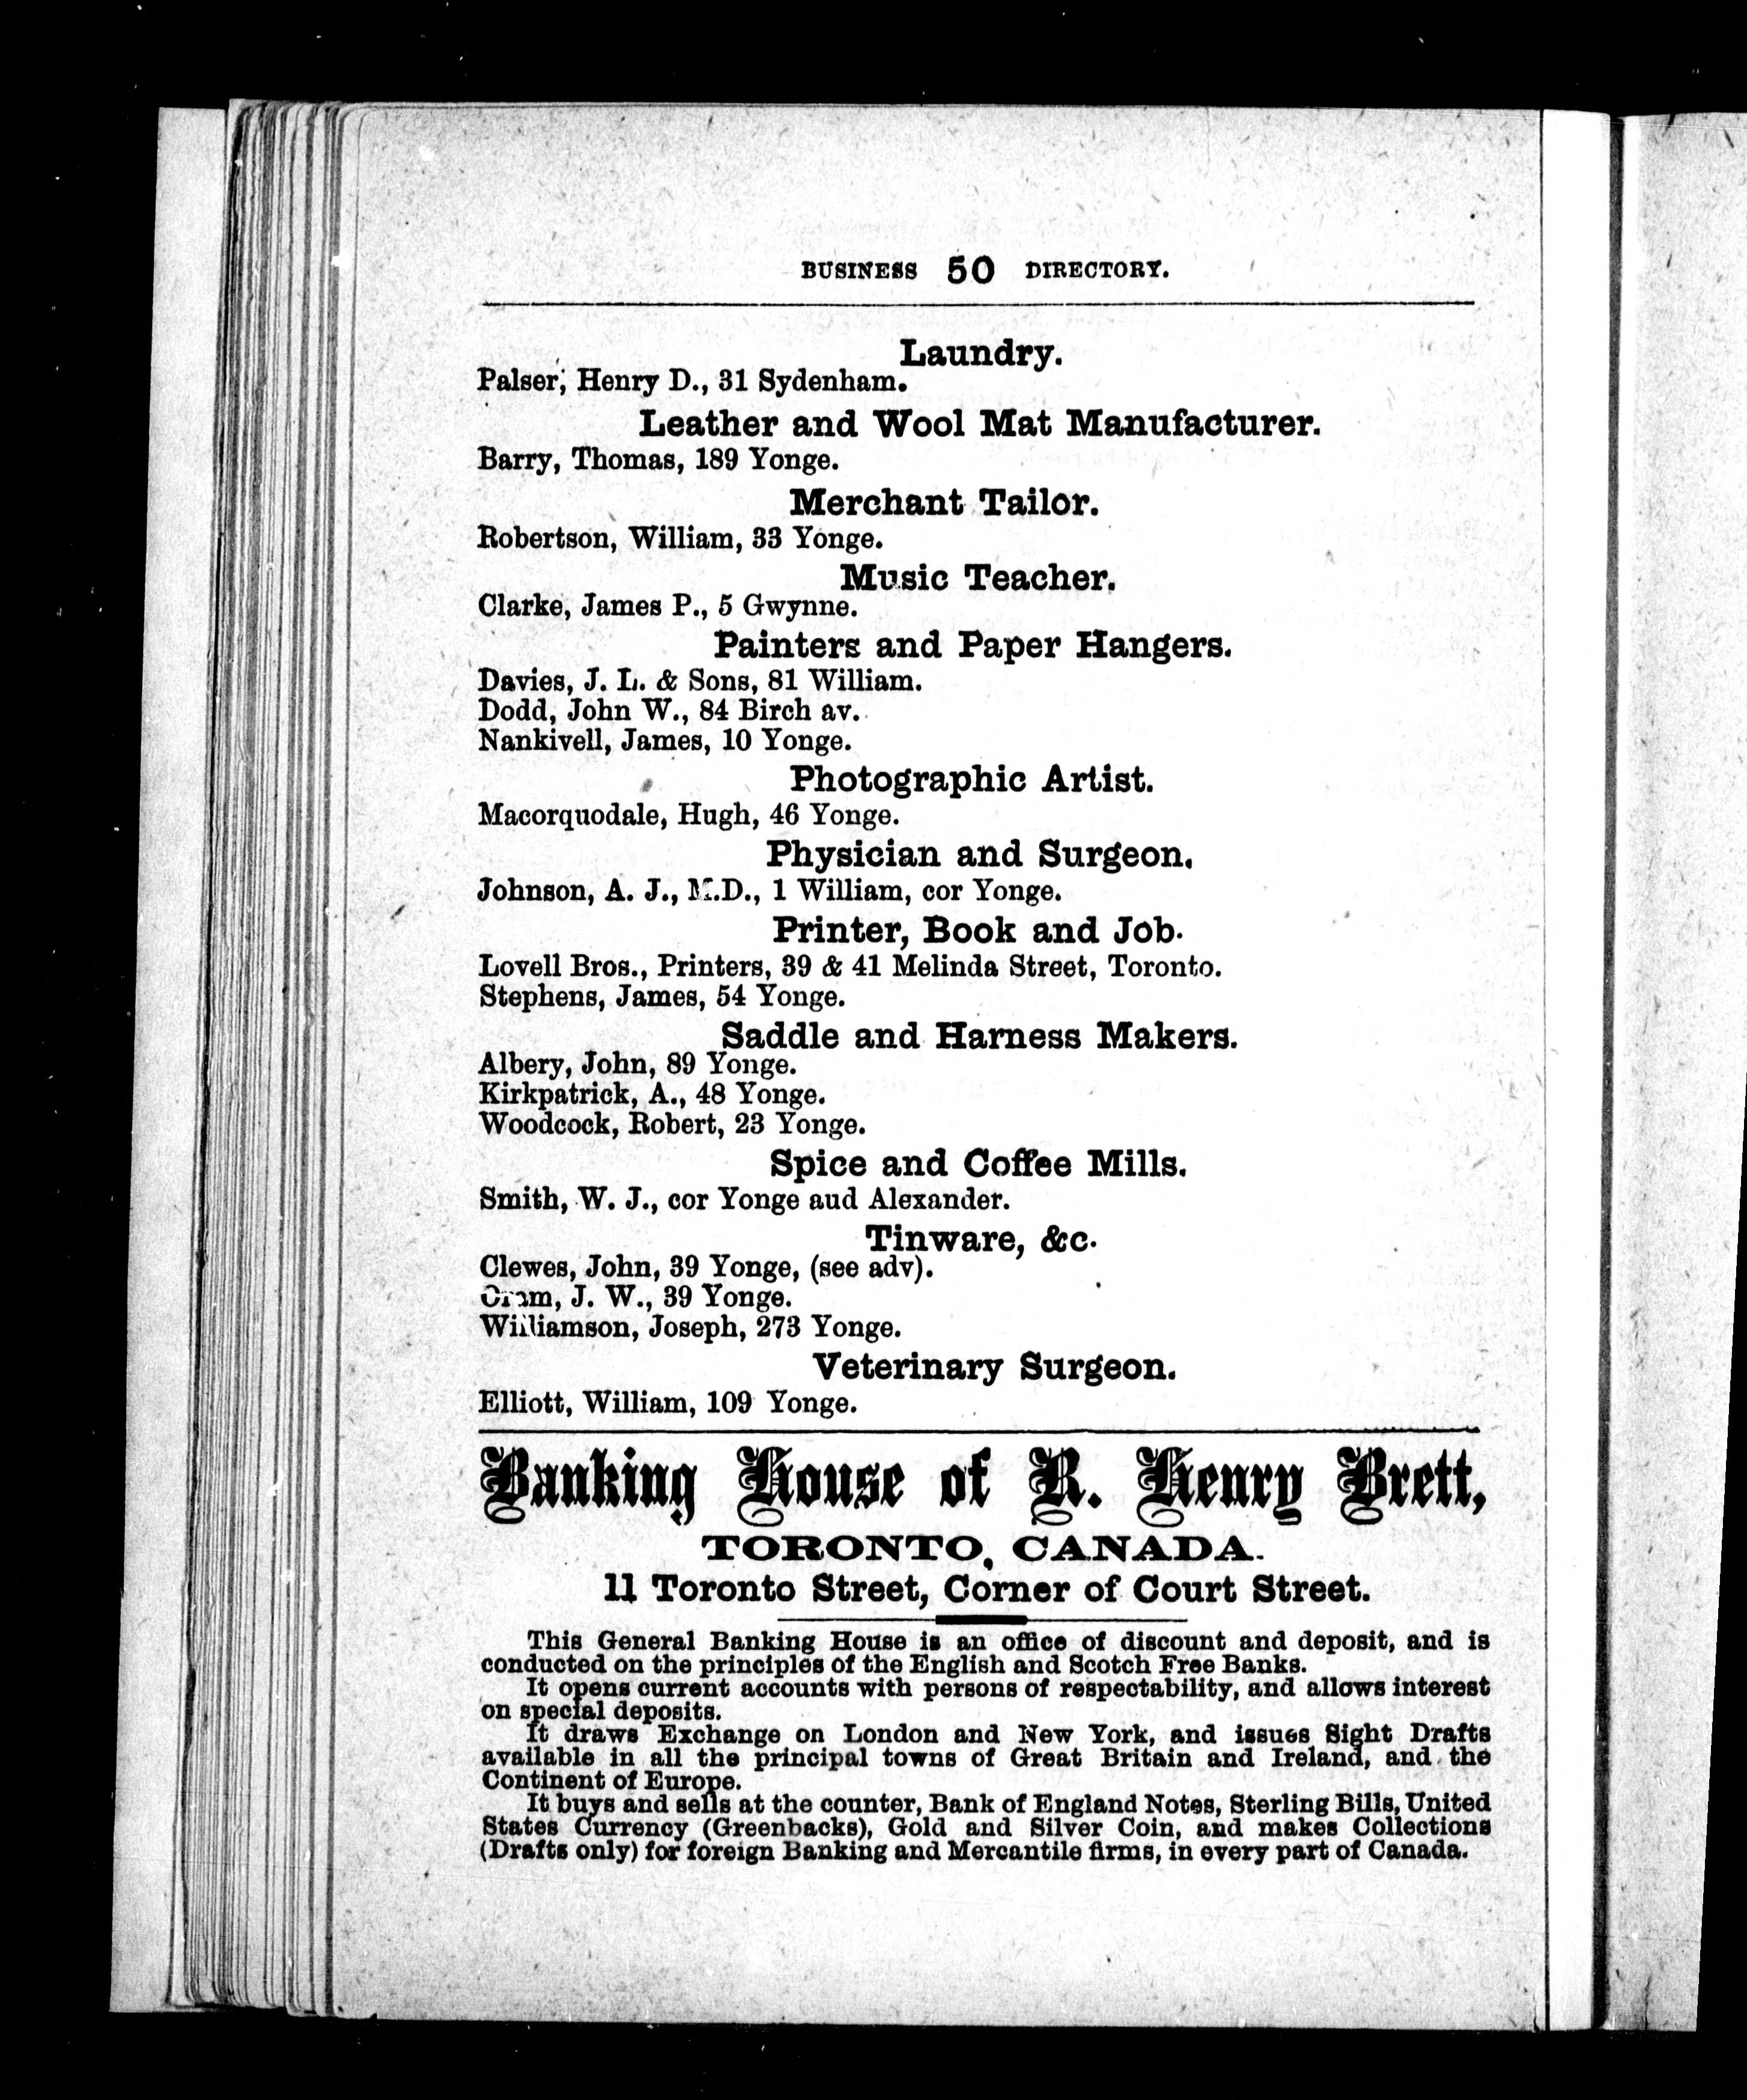 BUSINESS 50 DIRECTORY.
Laundry.
Palser, Henry D., 31 Sydenham.
Leather and Wool Mat Manufacturer.
Barry, Thomas, 189 Yonge.
Merchant Tailor.
Robertson, William, 33 Yonge.
Music Teacher.
Clarke, James P., 5 Gwynne.
Painters and Paper Hangers.
Davies, J. L. & Sons, 81 William.
Dodd, John W., 84 Birch av.
Nankivell, James, 10 Yonge.
Photographic Artist.
Macorquodale, Hugh, 46 Yonge.
Physician and Surgeon.
Johnson, A. J., M.D., 1 William, cor Yonge.
Printer, Book and Job.
Lovell Bros., Printers, 39 & 41 Melinda Street, Toronto.
Stephens, James, 54 Yonge.
Saddle and Harness Makers.
Albery, John, 89 Yonge.
Kirkpatrick, A., 48 Yonge.
Woodcock, Robert, 23 Yonge.
Spice and Coffee Mills.
Smith, W. J., cor Yonge aud Alexander.
Tinware, &c.
Clewes, John, 39 Yonge, (see adv).
Cram, J. W., 39 Yonge.
Williamson, Joseph, 273 Yonge.
Veterinary Surgeon.
Elliott, William, 109 Yonge.
Banking House of R. Henry Brett,
TORONTO, CANADA.
11 Toronto Street, Corner of Court Street.
This General Banking House is an office of discount and deposit, and is
conducted on the principles of the English and Scotch Free Banks.
It opens current accounts with persons of respectability, and allows interest
on special deposits.
It draws Exchange on London and New York, and issues Sight Drafts
available in all the principal towns of Great Britain and Ireland, and the
Continent of Europe.
It buys and sells at the counter, Bank of England Notes, Sterling Bills, United
States Currency (Greenbacks), Gold and Silver Coin, and makes Collections
(Drafts only) for foreign Banking and Mercantile firms, in every part of Canada.